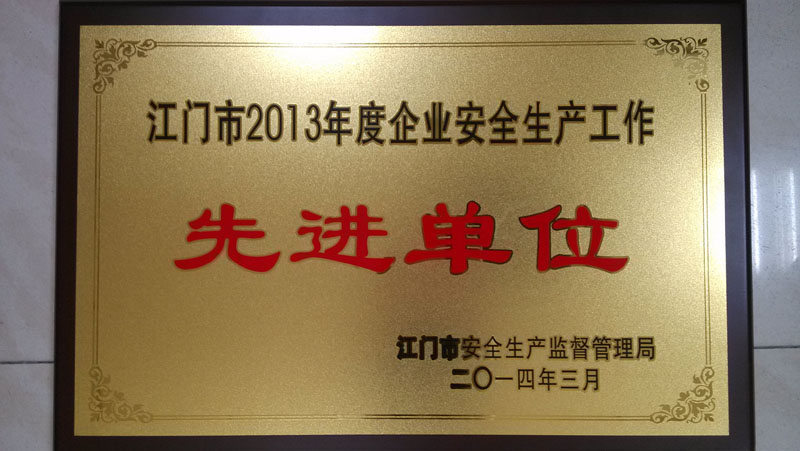 江门市2013年度企业安全生产工作
先进单位
江门市安全生产监督管理局
二〇一四年三月